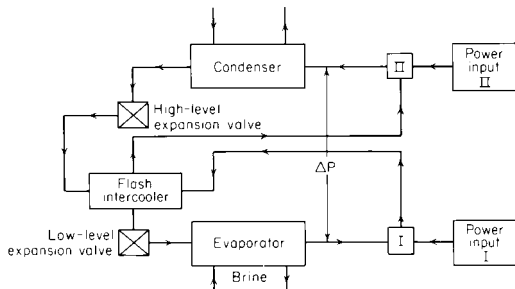 Condenser
II
Power
input
II
High-level
expansion valve
Flash
intercooler
ΔP
Low-level
expansion valve
Evaporator
I
Power
input
I
Brine